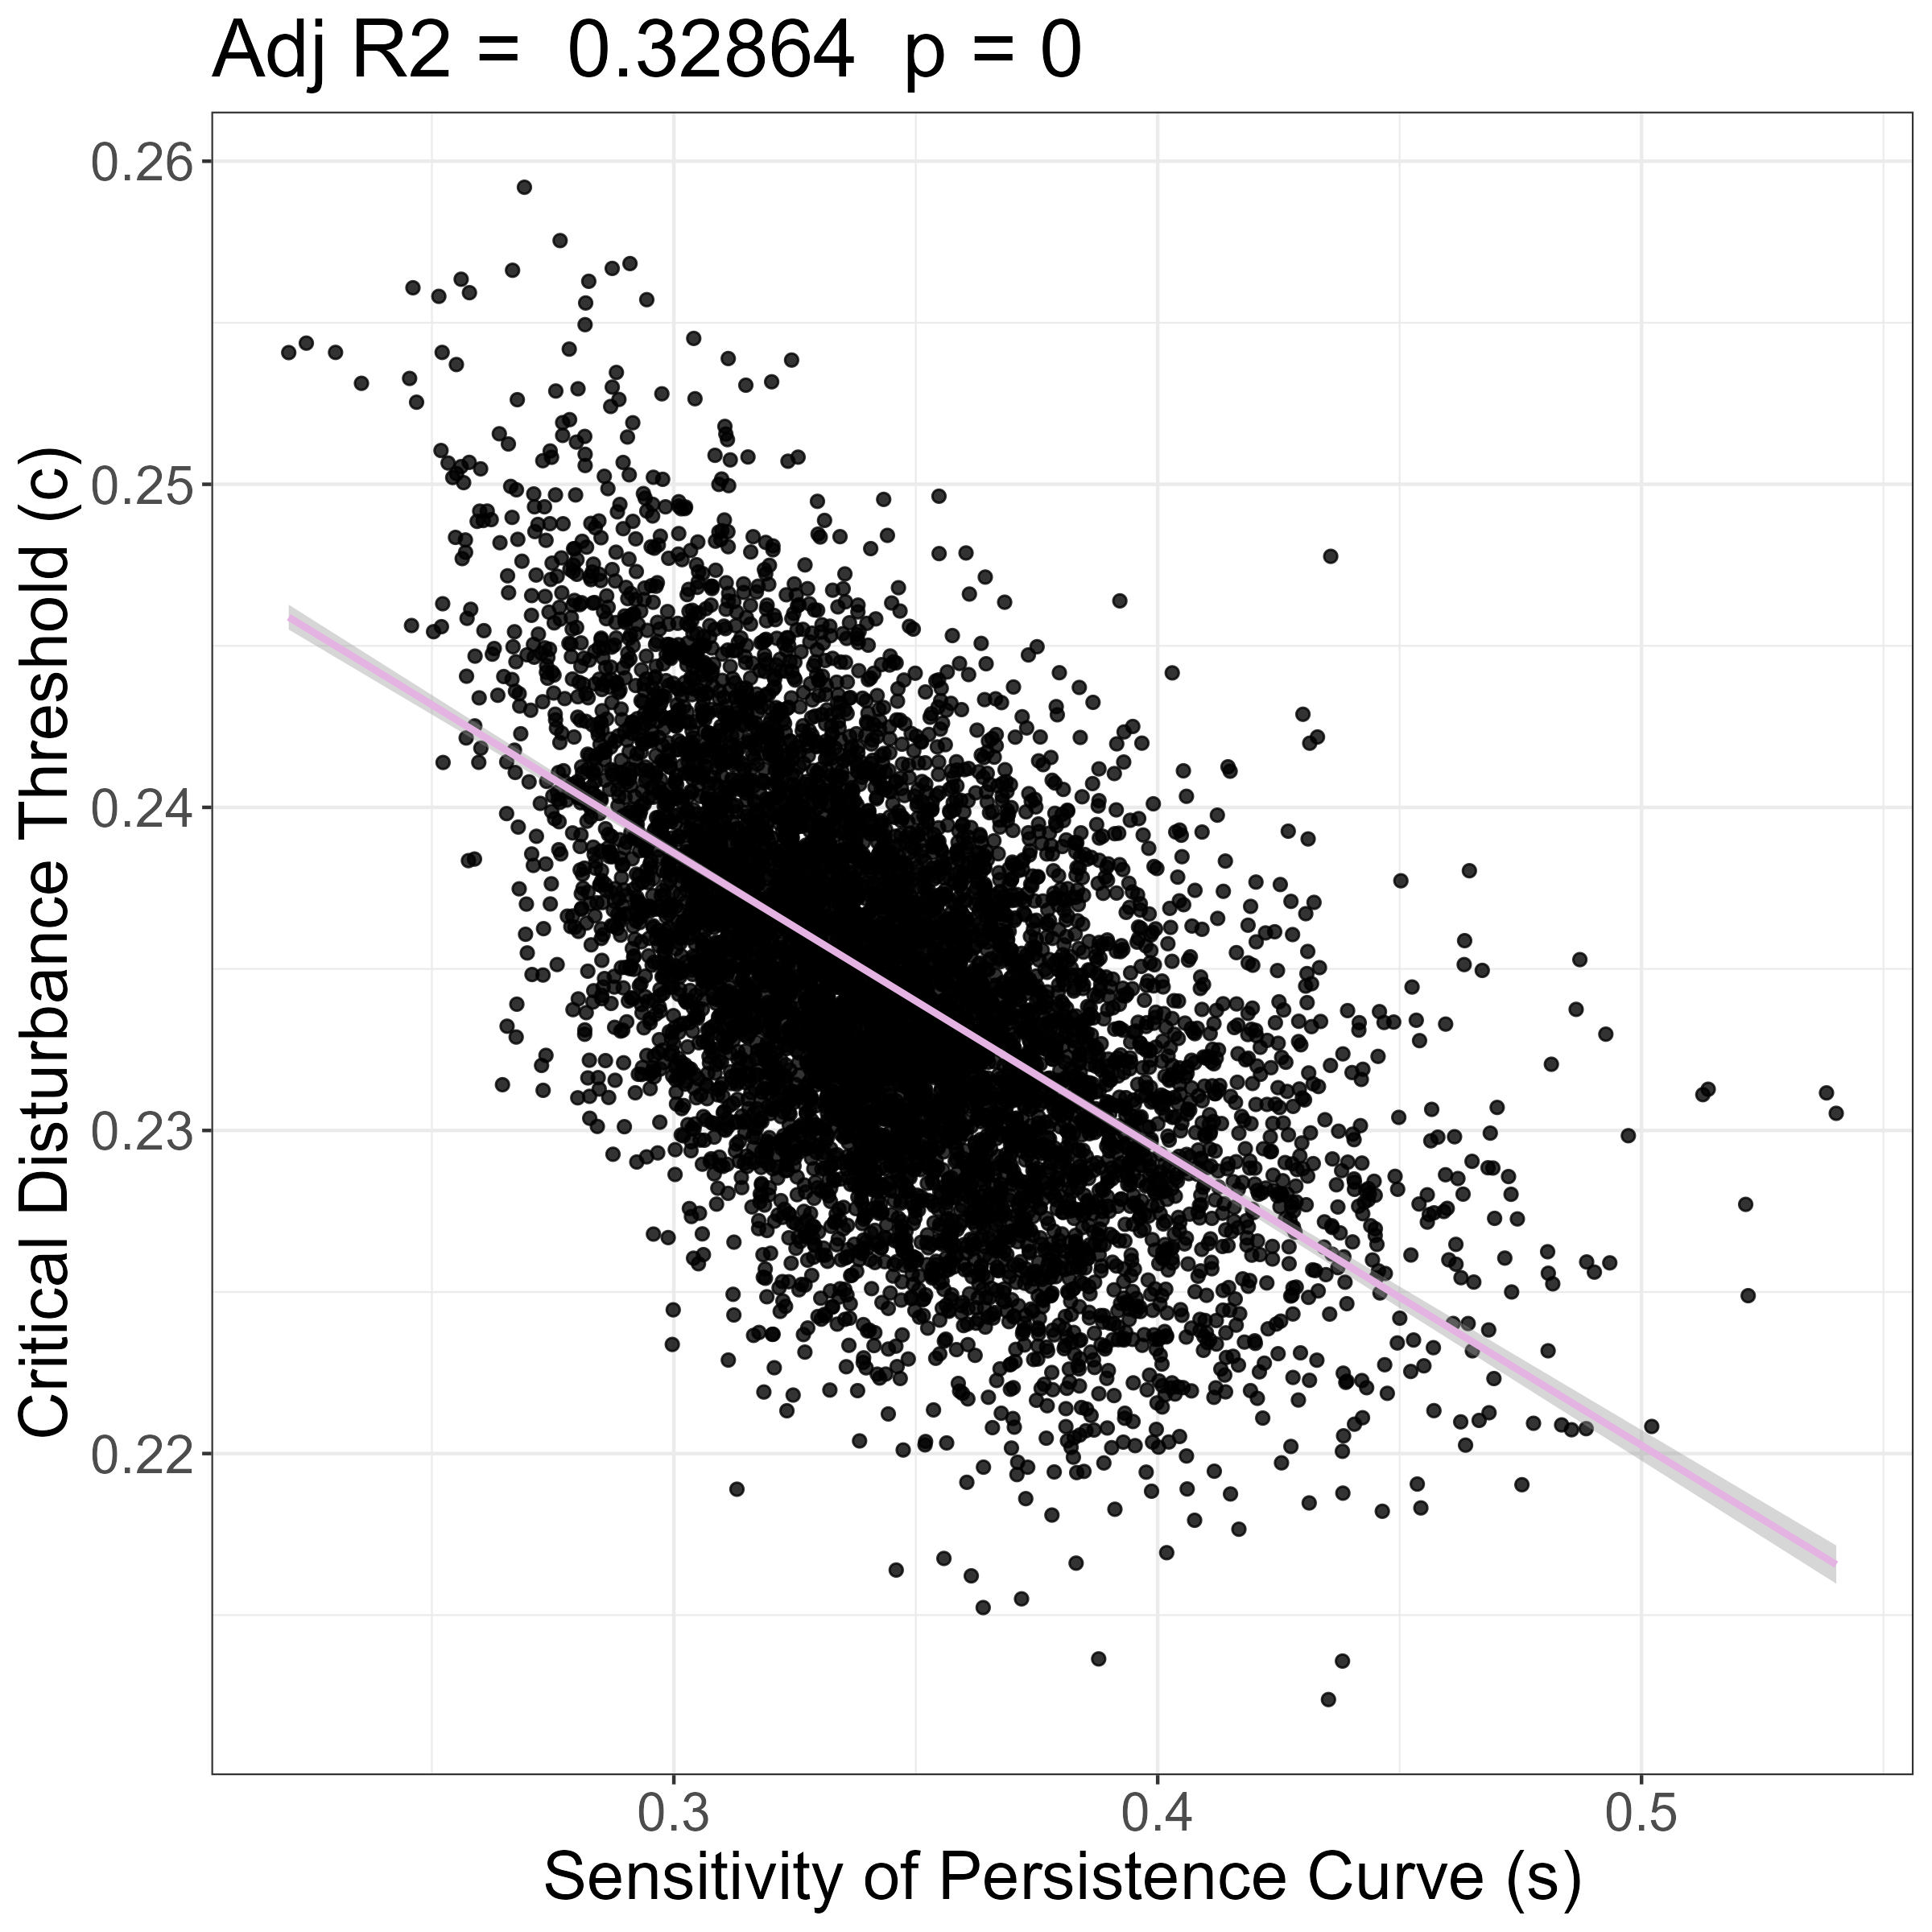 Adj R2 =  0.32864  p = 0
Critical Disturbance Threshold (c)
0.26
0.25
0.24
0.23
0.22
0.3
0.4
0.5
Sensitivity of Persistence Curve (s)